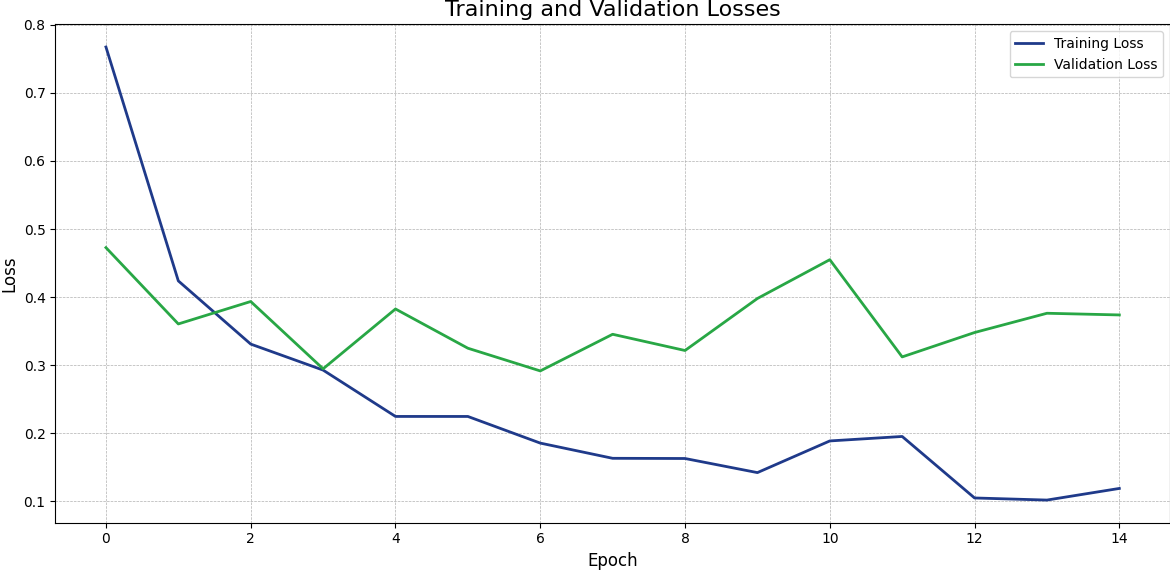 Training and Validation Losses
Training Loss
Validation Loss
Loss
0.8
0.7
0.6
0.5
0.4
0.3
0.2
0.1
0 2 4 6 8 10 12 14
Epoch